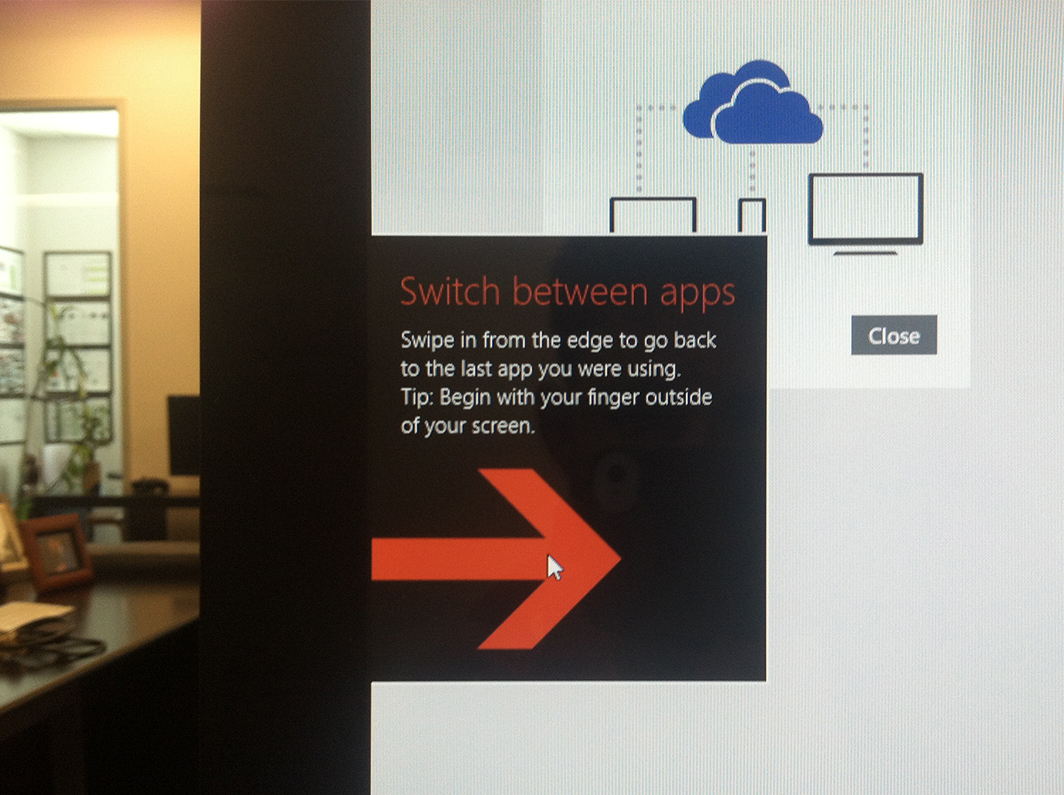 Switch between apps
Swipe in from the edge to go back
to the last app you were using.
Tip: Begin with your finger outside
of your screen.
Close